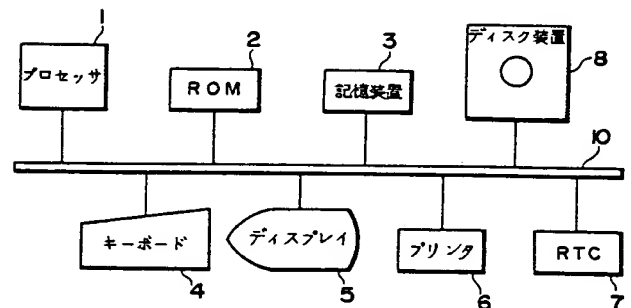 1
プロセッサ
2
ROM
3
記憶装置
ディスク装置
8
10
キーボード
4
ディスプレイ
5
プリンタ
6
RTC
7